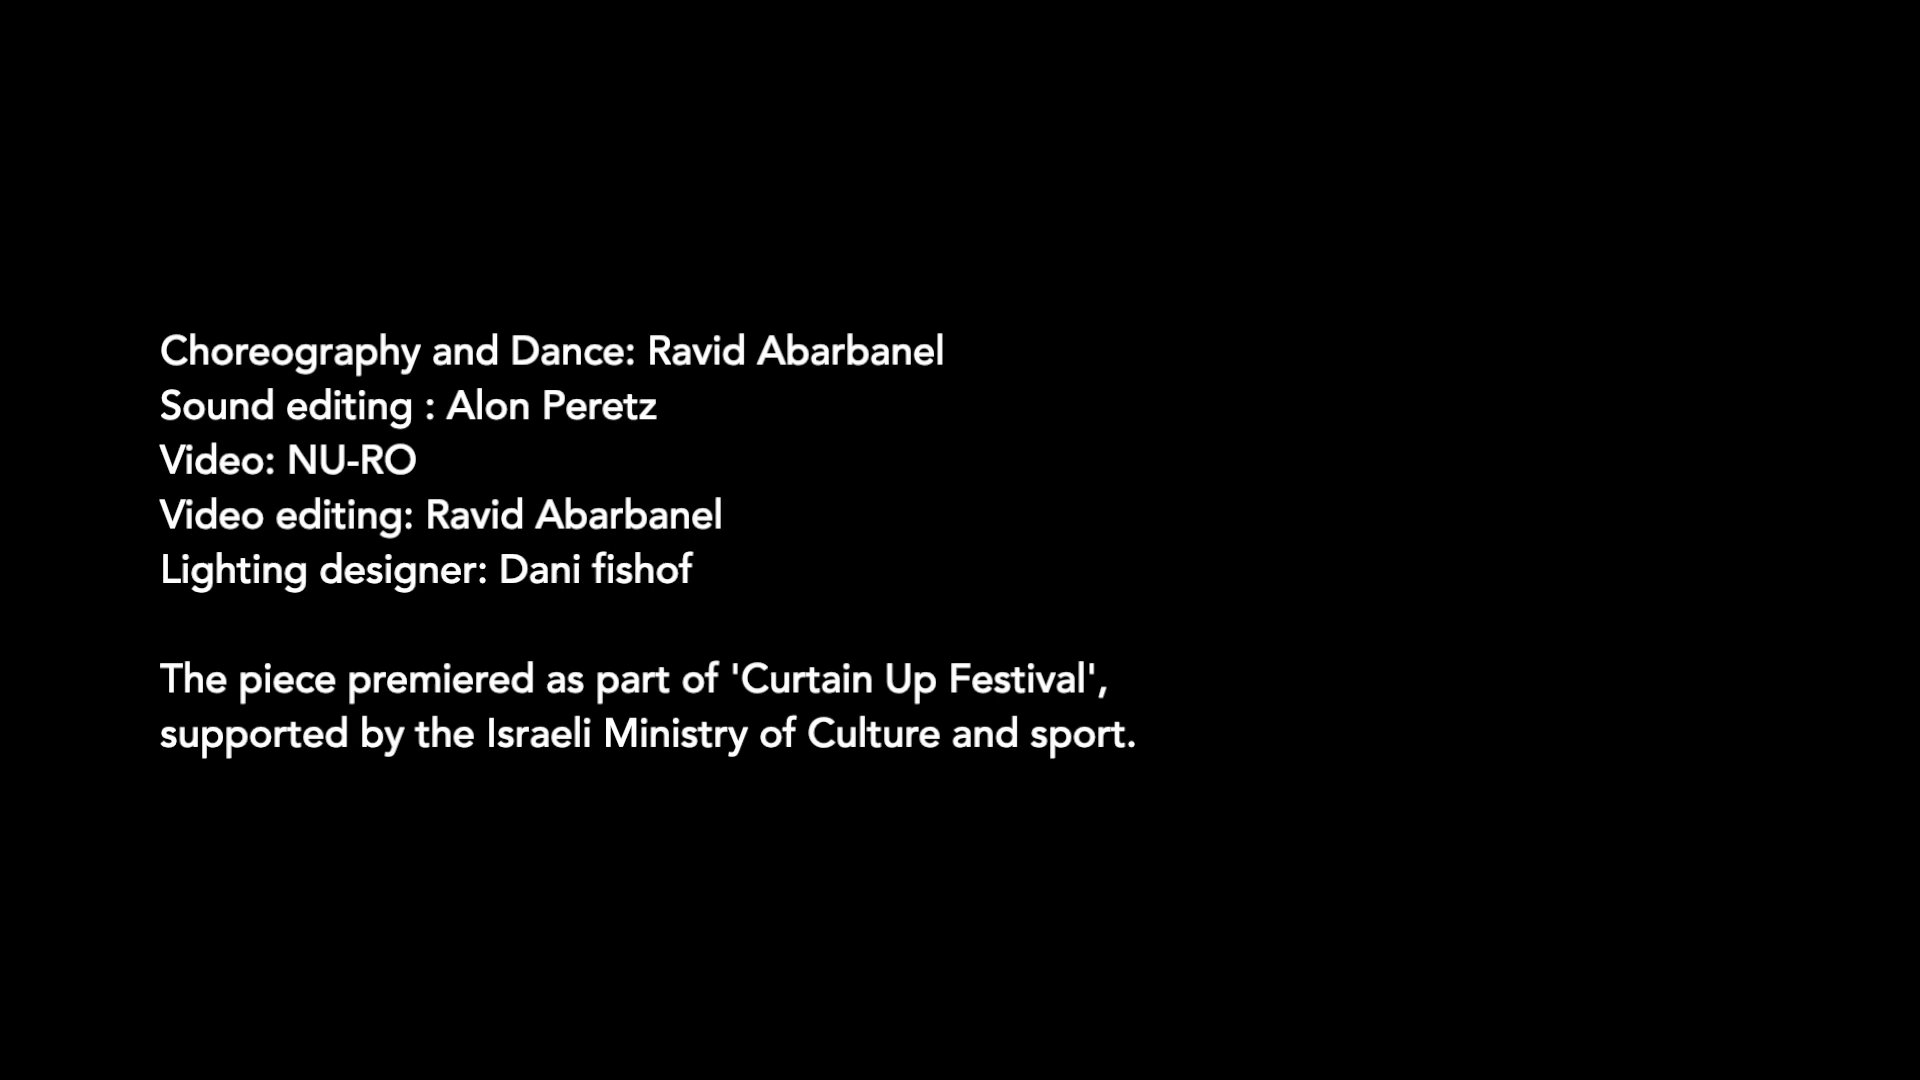 Choreography and Dance: Ravid Abarbanel
Sound editing : Alon Peretz
Video: NU-RO
Video editing: Ravid Abarbanel
Lighting designer: Dani fishof
The piece premiered as part of 'Curtain Up Festival',
supported by the Israeli Ministry of Culture and sport.